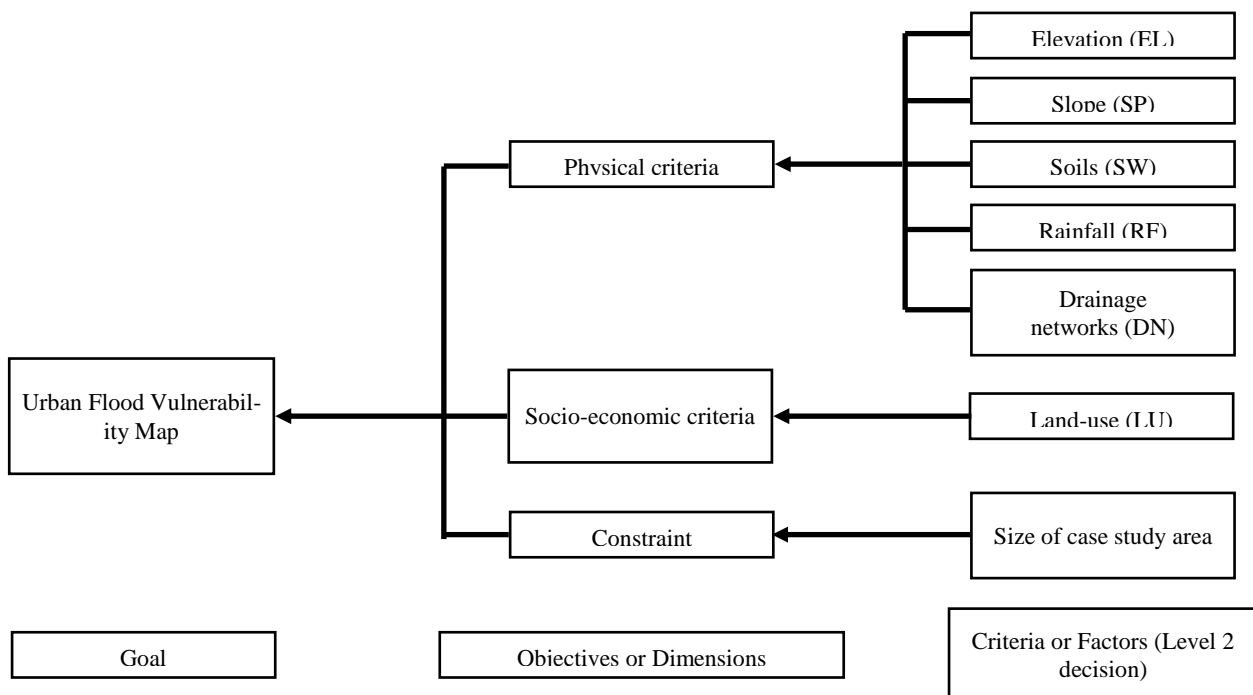 Elevation (EL)
Slope (SP)
Physical criteria
Soils (SW)
Rainfall (RF)
Drainage
networks (DN)
Urban Flood Vulnerabil-
ity Map
Socio-economic criteria
Land-use (LU)
Constraint
Size of case study area
Goal
Objectives or Dimensions
Criteria or Factors (Level 2
decision)